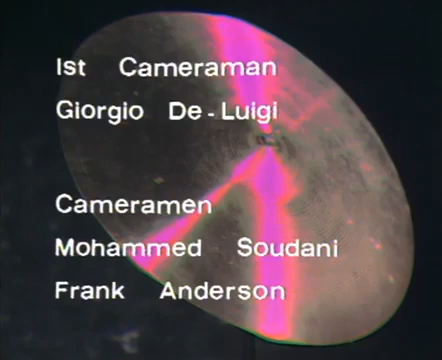 Ist Cameraman
Giorgio De-Luigi
Cameramen
Mohammed Soudani
Frank Anderson